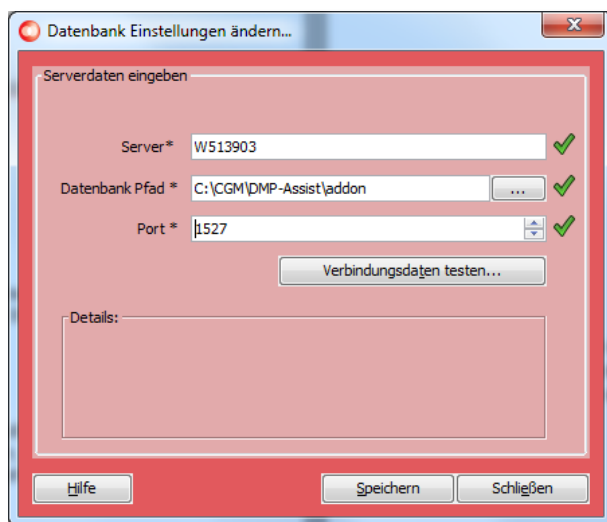 Datenbank Einstellungen ändern...
Serverdaten eingeben
Server* W513903
Datenbank Pfad * C:\CGM\DMP-Assist\addon ...
Port * 1527
Verbindungsdaten testen...
Details:
Hilfe Speichern Schließen